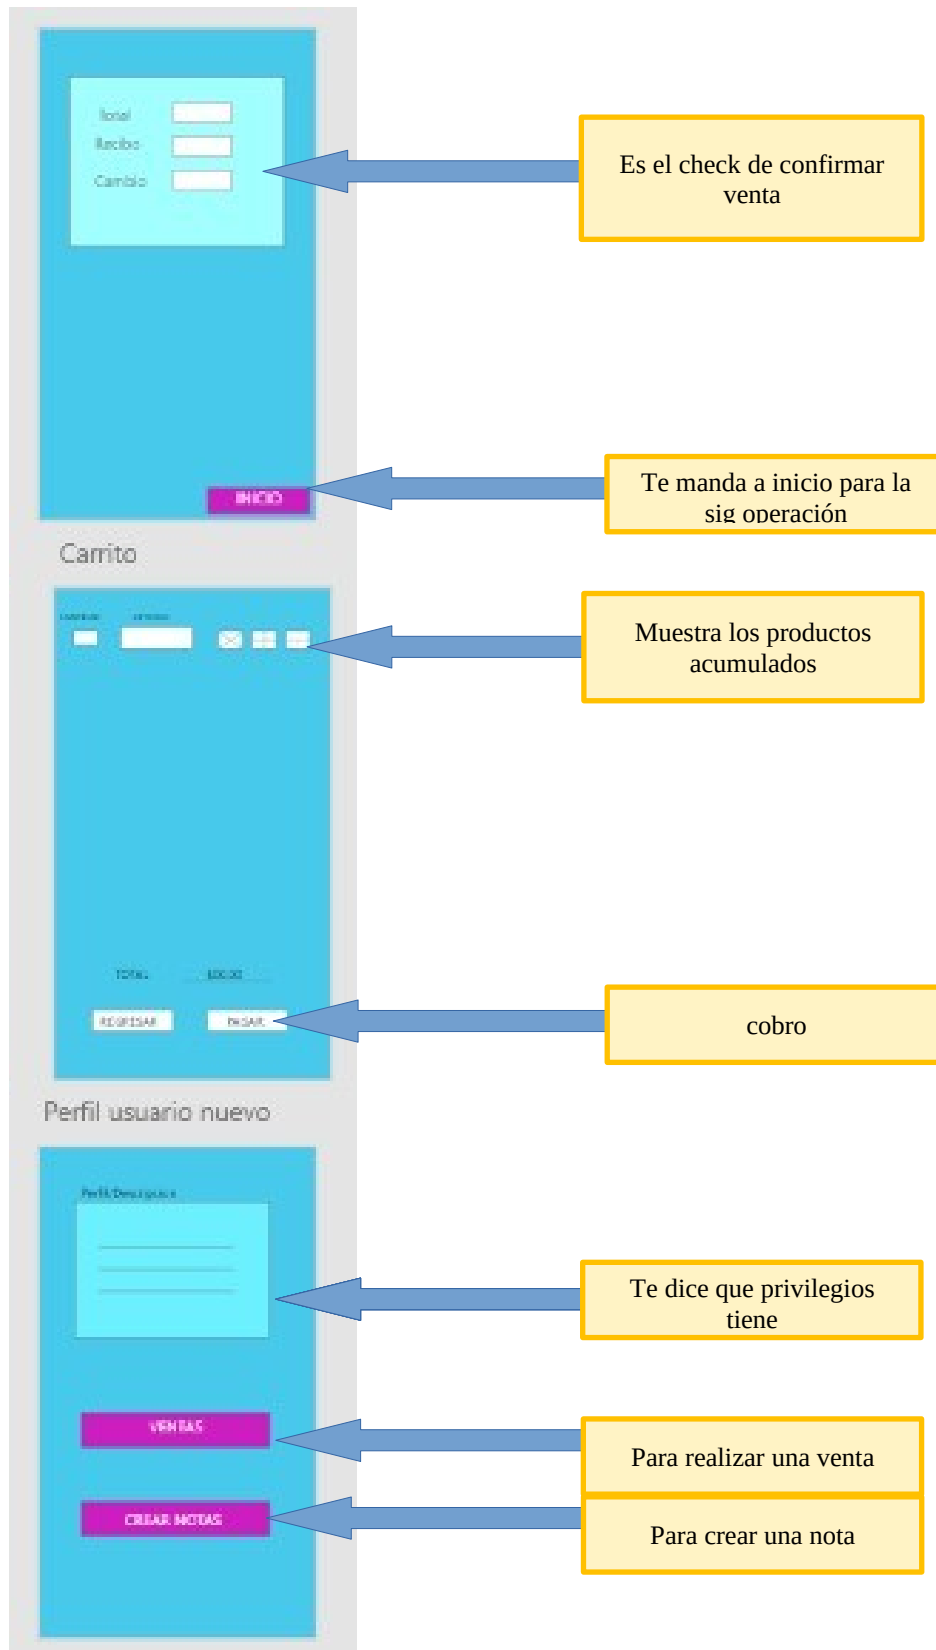 Total
Recibo
Cambio
Es el check de confirmar
venta
INICIO
Te manda a inicio para la
sig operación
Carrito
Muestra los productos
acumulados
TOTAL
REGRESAR
PAGAR
cobro
Perfil usuario nuevo
Perfil/Descripcion
Te dice que privilegios
tiene
VENTAS
Para realizar una venta
CREAR NOTAS
Para crear una nota